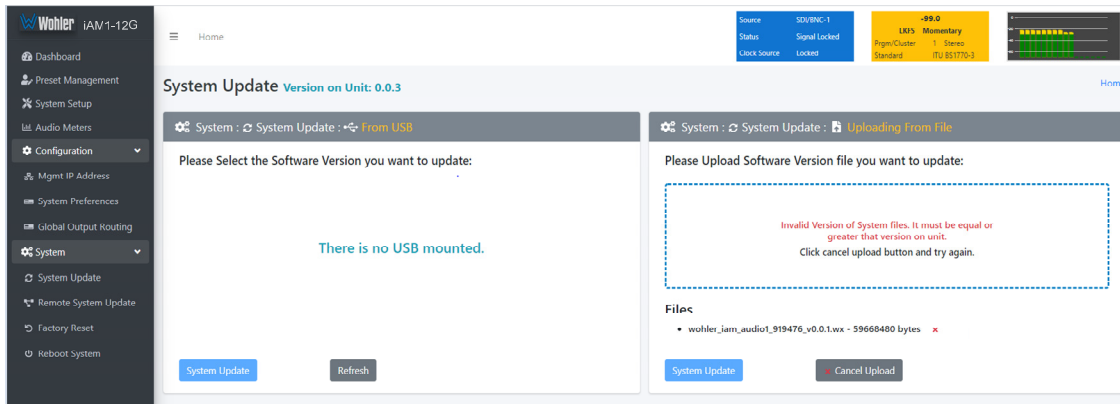 Wohler iAM1-12G
Dashboard
Preset Management
System Setup
Audio Meters
Configuration
Mgmt IP Address
System Preferences
Global Output Routing
System
System Update
Remote System Update
Factory Reset
Reboot System
Home
Source SDI/BNC-1
Status Signal Locked
Clock Source Locked
-99.0
LKFS Momentary
Prgm/Cluster 1 Stereo
Standard ITU BS1770-3
System Update Version on Unit: 0.0.3
Hom
System : System Update : From USB
Please Select the Software Version you want to update:
There is no USB mounted.
System Update Refresh
System : System Update : Uploading From File
Please Upload Software Version file you want to update:
Invalid Version of System files. It must be equal or
greater that version on unit.
Click cancel upload button and try again.
Files
wohler_iam_audio1_919476_v0.0.1.wx - 59668480 bytes x
System Update x Cancel Upload